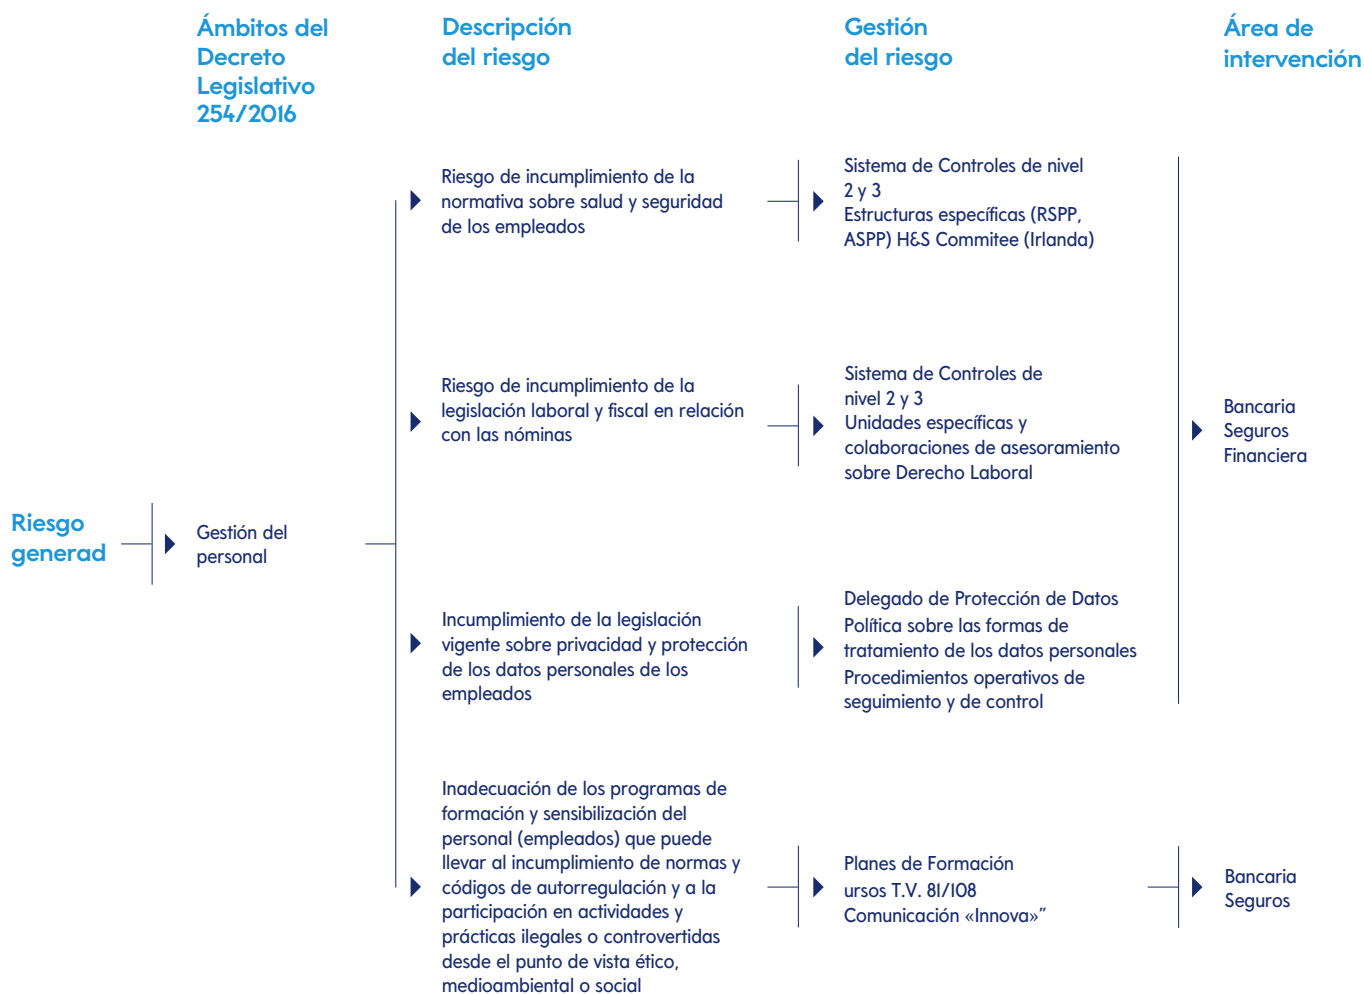 Ámbitos del
Decreto
Legislativo
254/2016
Descripción
del riesgo
Gestión
del riesgo
Área de
intervención
Riesgo
generad
Gestión del
personal
Riesgo de incumplimiento de la
normativa sobre salud y seguridad
de los empleados
Sistema de Controles de nivel
2 y 3
Estructuras específicas (RSPP,
ASPP) H&S Commitee (Irlanda)
Riesgo de incumplimiento de la
legislación laboral y fiscal en relación
con las nóminas
Sistema de Controles de
nivel 2 y 3
Unidades específicas y
colaboraciones de asesoramiento
sobre Derecho Laboral
Incumplimiento de la legislación
vigente sobre privacidad y protección
de los datos personales de los
empleados
Delegado de Protección de Datos
Política sobre las formas de
tratamiento de los datos personales
Procedimientos operativos de
seguimiento y de control
Bancaria
Seguros
Financiera
Inadecuación de los programas de
formación y sensibilización del
personal (empleados) que puede
llevar al incumplimiento de normas y
códigos de autorregulación y a la
participación en actividades y
prácticas ilegales o controvertidas
desde el punto de vista ético,
medioambiental o social
Planes de Formación
ursos T.V. 81/108
Comunicación «Innova»”
Bancaria
Seguros